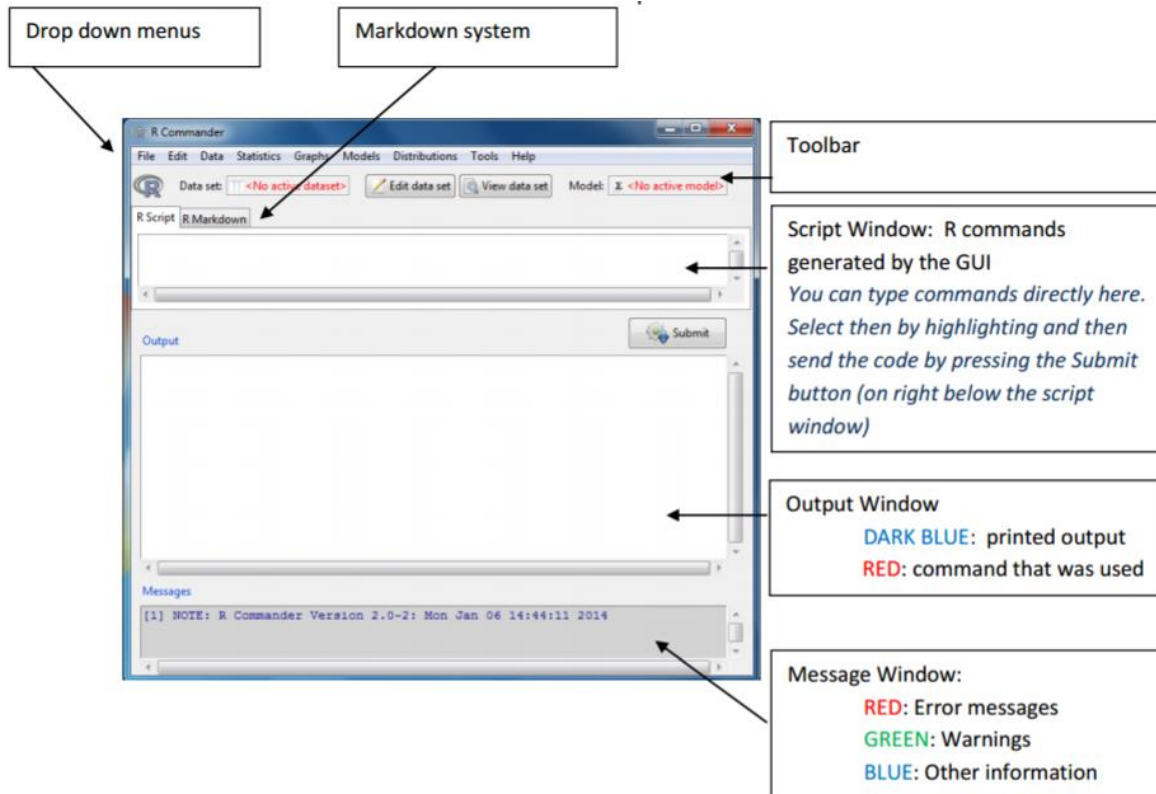 Drop down menus
Markdown system
R Commander
File Edit Data Statistics Graphs Models Distributions Tools Help
R Data set: <No active dataset> Edit data set View data set Model: Σ <No active model>
R Script R Markdown
Submit
Output
Messages
[1] NOTE: R Commander Version 2.0-2: Mon Jan 06 14:44:11 2014
Toolbar
Script Window: R commands
generated by the GUI
You can type commands directly here.
Select then by highlighting and then
send the code by pressing the Submit
button (on right below the script
window)
Output Window
DARK BLUE: printed output
RED: command that was used
Message Window:
RED: Error messages
GREEN: Warnings
BLUE: Other information